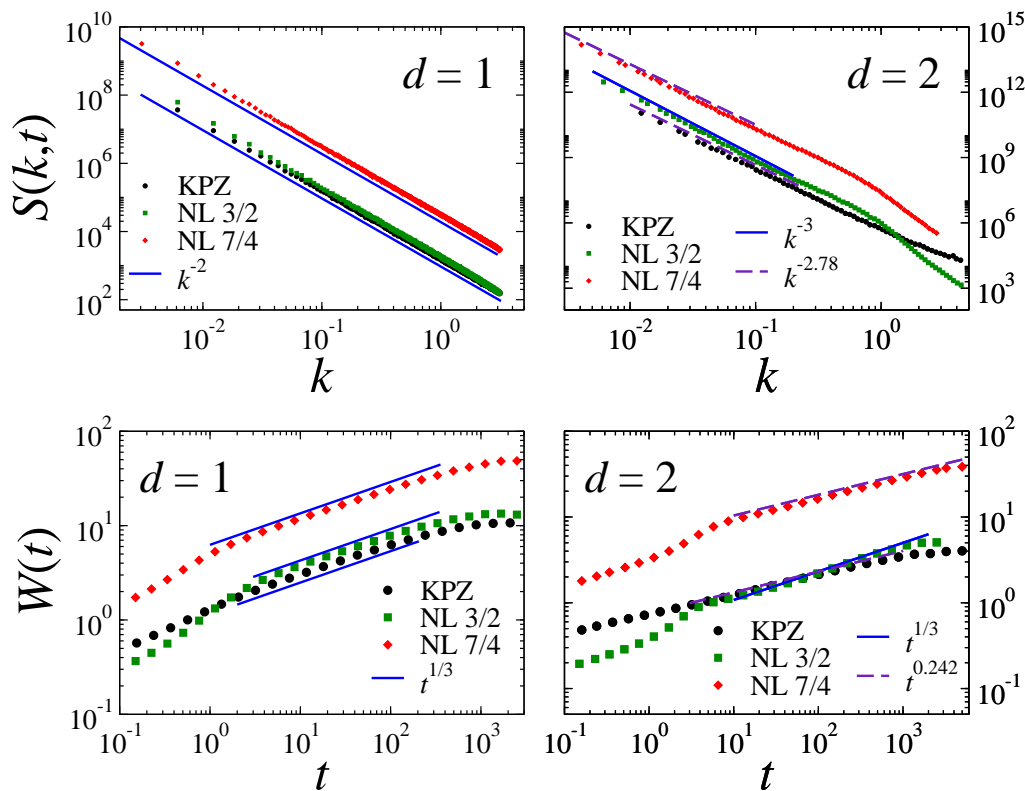 S(k,t)
10^10
10^8
10^6
10^4
10^2
d = 1
KPZ
NL 3/2
NL 7/4
k^-2
10^-2
10^-1
10^0
k
d = 2
KPZ
NL 3/2
NL 7/4
k^-3
k^-2.78
10^15
10^12
10^9
10^6
10^3
10^-2
10^-1
10^0
k
W(t)
10^2
10^1
10^0
10^-1
d = 1
KPZ
NL 3/2
NL 7/4
t^1/3
10^-1
10^0
10^1
10^2
10^3
t
d = 2
KPZ
NL 3/2
NL 7/4
t^1/3
t^0.242
10^2
10^1
10^0
10^-1
10^-1
10^0
10^1
10^2
10^3
t